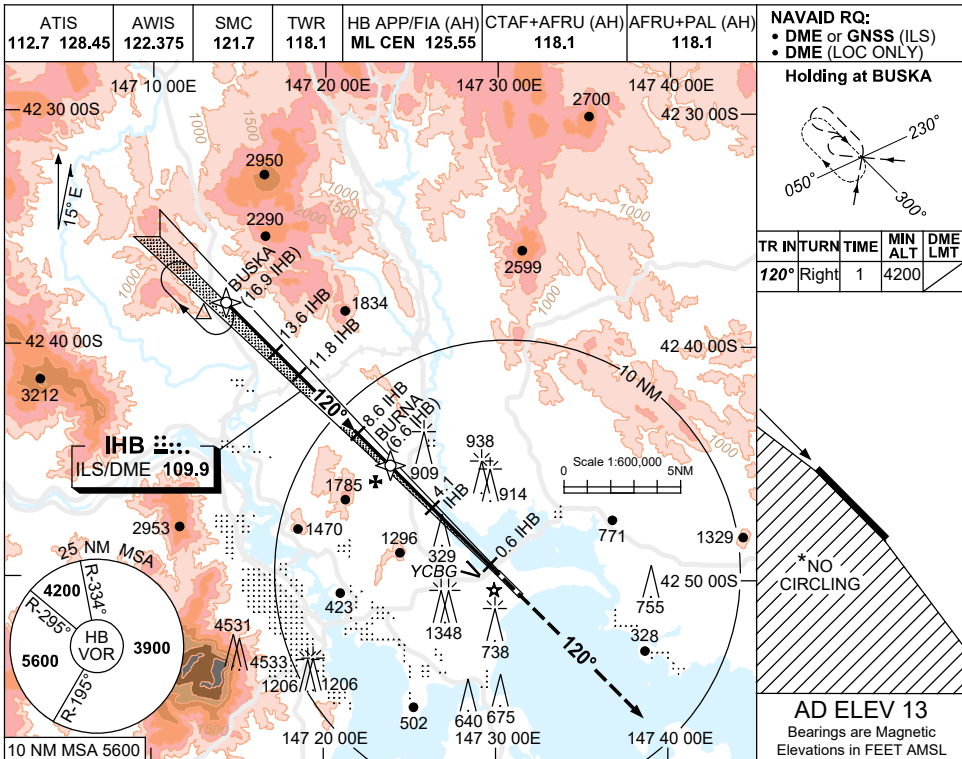 ATIS
112.7 128.45
AWIS
122.375
SMC
121.7
TWR
118.1
HB APP/FIA (AH)
ML CEN 125.55
CTAF+AFRU (AH)
118.1
AFRU+PAL (AH)
118.1
NAVAID RQ:
• DME or GNSS (ILS)
• DME (LOC ONLY)
Holding at BUSKA
230°
050°
300°
TR IN TURN TIME MIN ALT DME LMT
120° Right 1 4200
147 10 00E
147 20 00E
147 30 00E
147 40 00E
42 30 00S
42 30 00S
15° E
1000
1500
2950
2290
2000
1500
1000
2700
1000
2599
1000
BUSKA
(16.9 IHB)
1834
13.6 IHB
11.8 IHB
42 40 00S
42 40 00S
3212
120°
8.6 IHB
BURNA
(6.6 IHB)
10 NM
1000
IHB
ILS/DME 109.9
909
938
914
Scale 1:600,000
0
5NM
4.1
IHB
1785
1470
1296
329
YCBG
0.6 IHB
771
1329
2953
42 50 00S
423
1348
738
755
328
120°
25 NM MSA
4200
R-334°
R-295°
HB
VOR
3900
5600
R-195°
4531
4533
1206
1206
502
640
675
1500
10 NM MSA 5600
147 20 00E
147 30 00E
147 40 00E
*NO
CIRCLING
AD ELEV 13
Bearings are Magnetic
Elevations in FEET AMSL